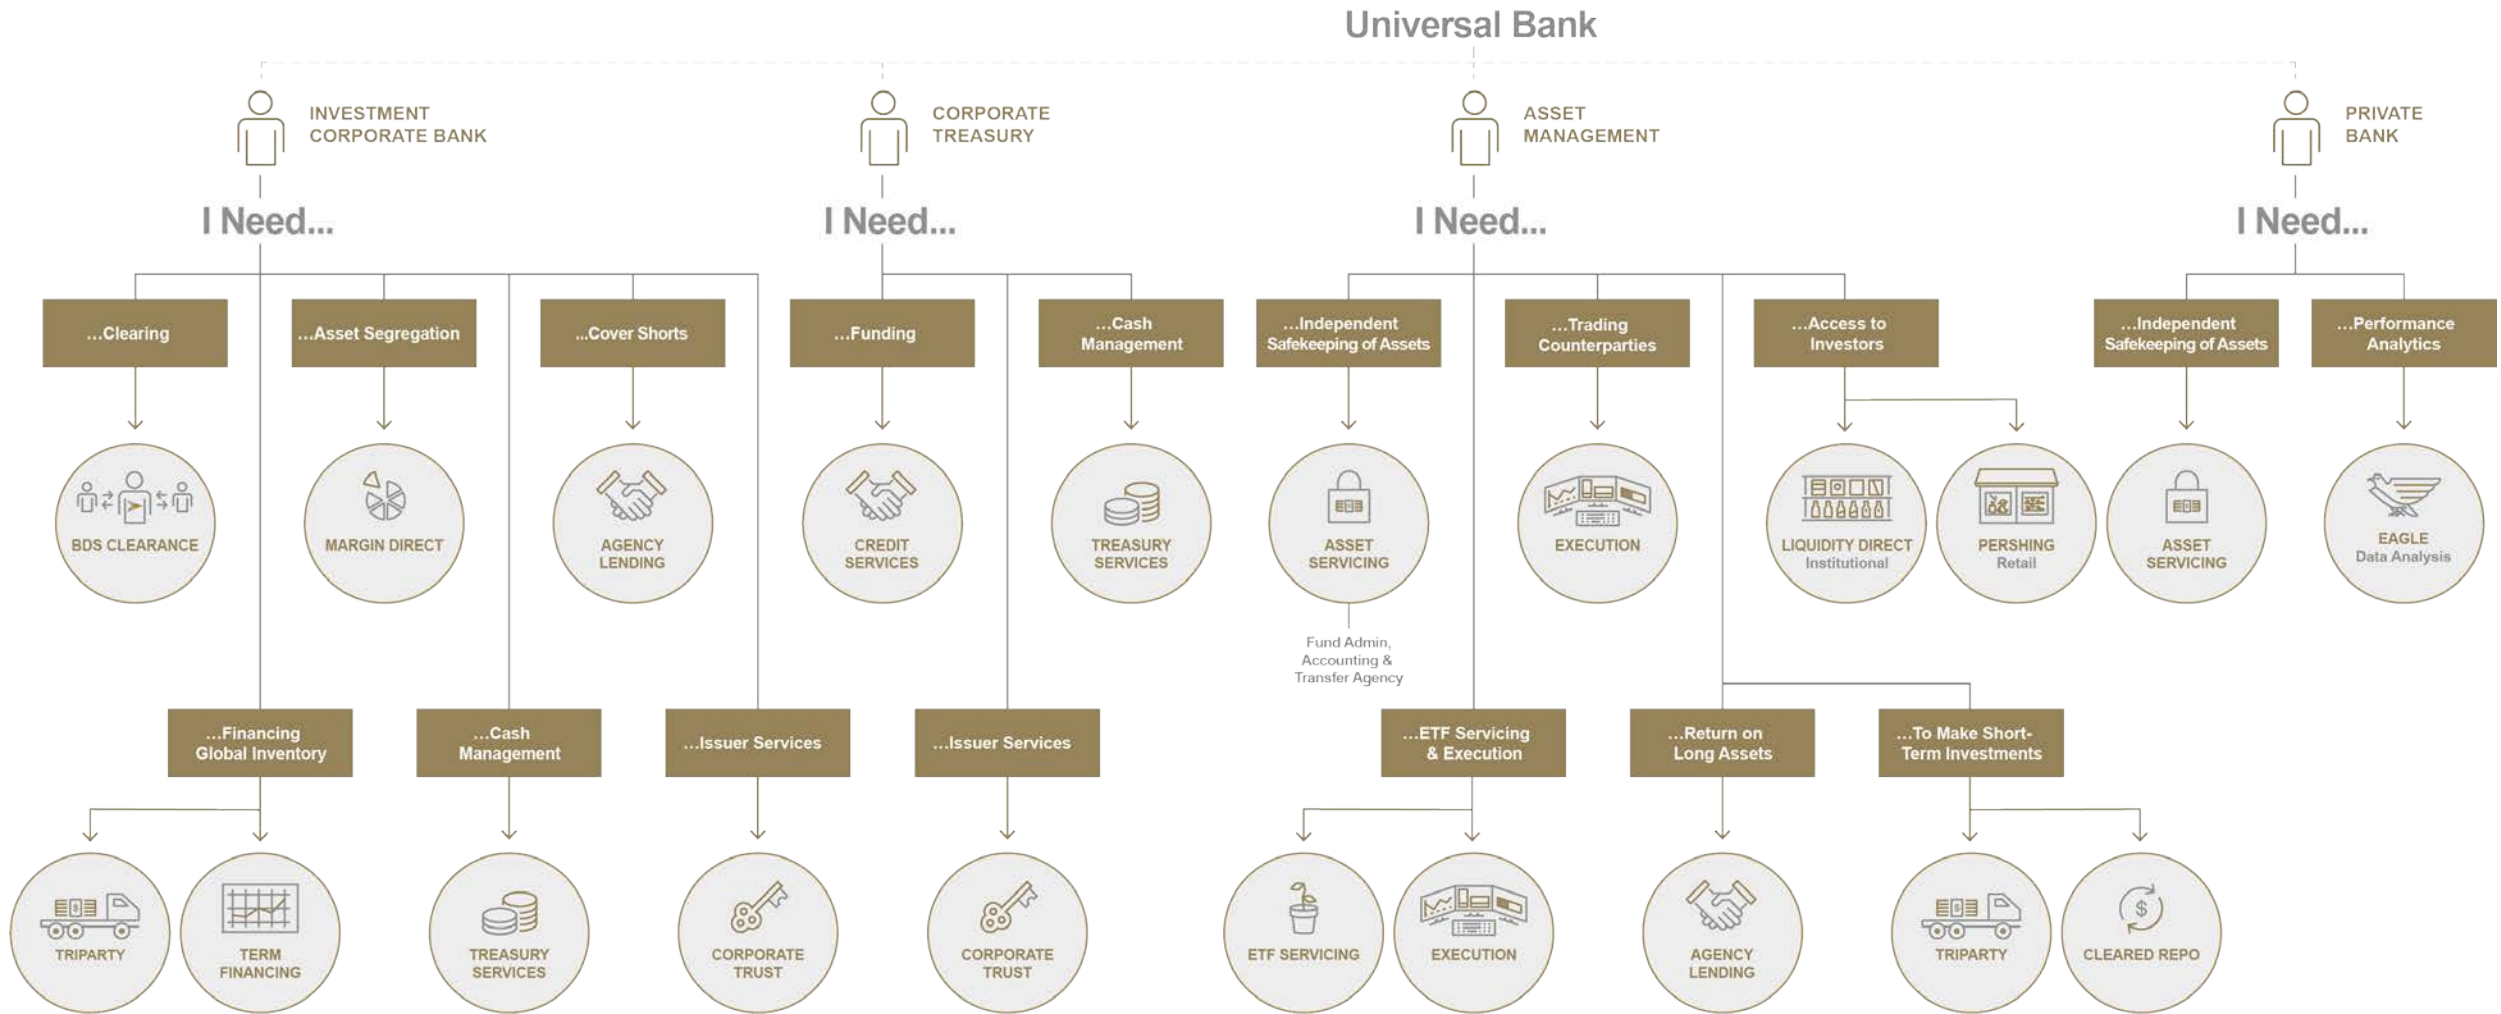 Universal Bank
INVESTMENT
CORPORATE BANK
CORPORATE
TREASURY
ASSET
MANAGEMENT
PRIVATE
BANK
I Need...
I Need...
I Need...
I Need...
...Clearing
...Asset Segregation
...Cover Shorts
...Funding
...Cash
Management
...Independent
Safekeeping of Assets
...Trading
Counterparties
...Access to
Investors
...Independent
Safekeeping of Assets
...Performance
Analytics
BDS CLEARANCE
MARGIN DIRECT
AGENCY
LENDING
CREDIT
SERVICES
TREASURY
SERVICES
ASSET
SERVICING
EXECUTION
LIQUIDITY DIRECT
Institutional
PERSHING
Retail
ASSET
SERVICING
EAGLE
Data Analysis
Fund Admin,
Accounting &
Transfer Agency
...Financing
Global Inventory
...Cash
Management
...Issuer Services
...Issuer Services
...ETF Servicing
& Execution
...Return on
Long Assets
...To Make Short-
Term Investments
$
$
TRIPARTY
TERM
FINANCING
TREASURY
SERVICES
CORPORATE
TRUST
CORPORATE
TRUST
ETF SERVICING
EXECUTION
AGENCY
LENDING
TRIPARTY
$
CLEARED REPO